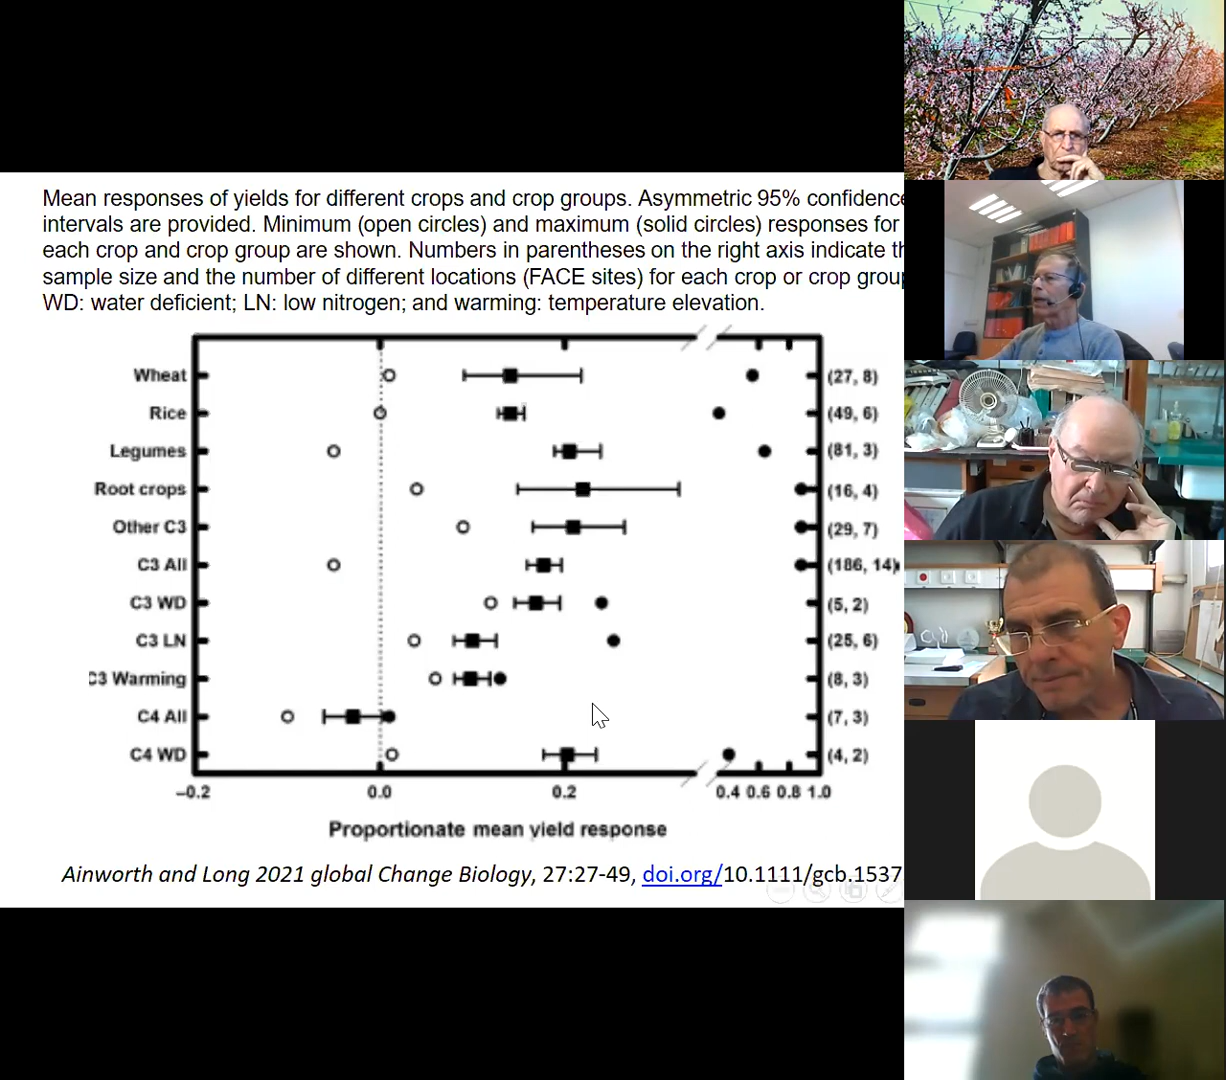 Mean responses of yields for different crops and crop groups. Asymmetric 95% confidence
intervals are provided. Minimum (open circles) and maximum (solid circles) responses for
each crop and crop group are shown. Numbers in parentheses on the right axis indicate
sample size and the number of different locations (FACE sites) for each crop or crop
WD: water deficient; LN: low nitrogen; and warming: temperature elevation.
Wheat (27, 8)
Rice (49, 6)
Legumes (81, 3)
Root crops (16, 4)
Other C3 (29, 7)
C3 All (186, 14)
C3 WD (5, 2)
C3 LN (25, 6)
C3 Warming (8, 3)
C4 All (7, 3)
C4 WD (4, 2)
−0.2 0.0 0.2 0.4 0.6 0.8 1.0
Proportionate mean yield response
Ainworth and Long 2021 global Change Biology, 27:27-49, doi.org/10.1111/gcb.1537